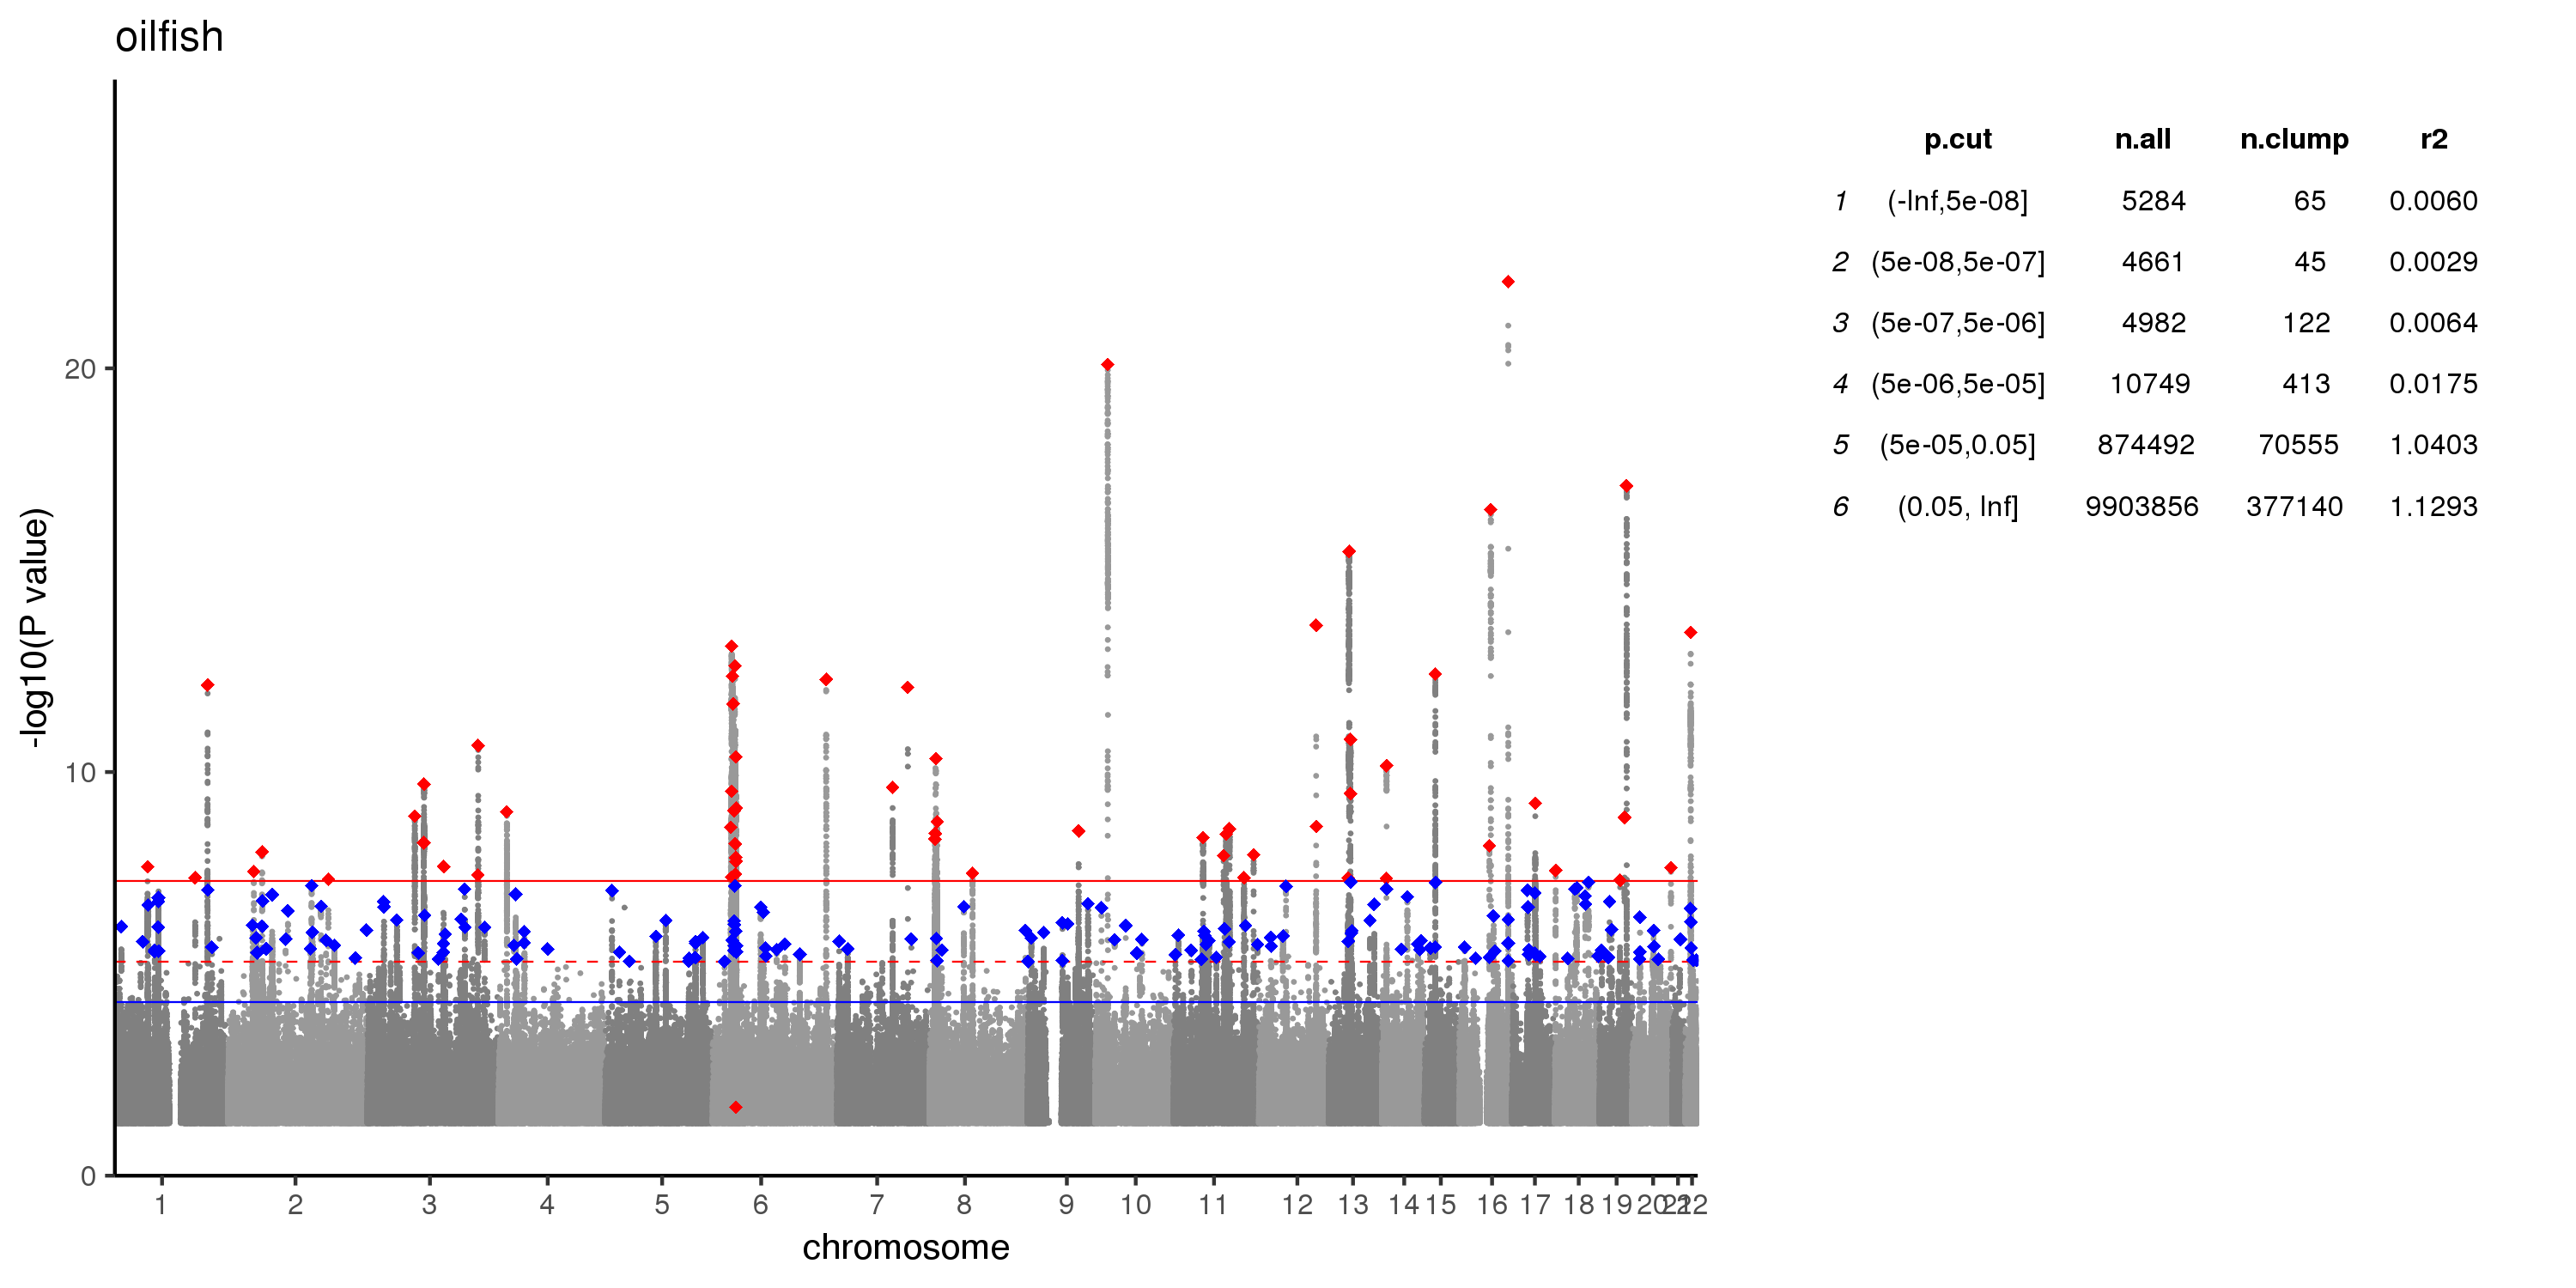 oilfish
-log10(P value)
20
10
0
1 2 3 4 5 6 7 8 9 10 11 12 13 14 15 16 17 18 19 20 21 22
chromosome
p.cut n.all n.clump r2
1 (-Inf,5e-08] 5284 65 0.0060
2 (5e-08,5e-07] 4661 45 0.0029
3 (5e-07,5e-06] 4982 122 0.0064
4 (5e-06,5e-05] 10749 413 0.0175
5 (5e-05,0.05] 874492 70555 1.0403
6 (0.05, Inf] 9903856 377140 1.1293